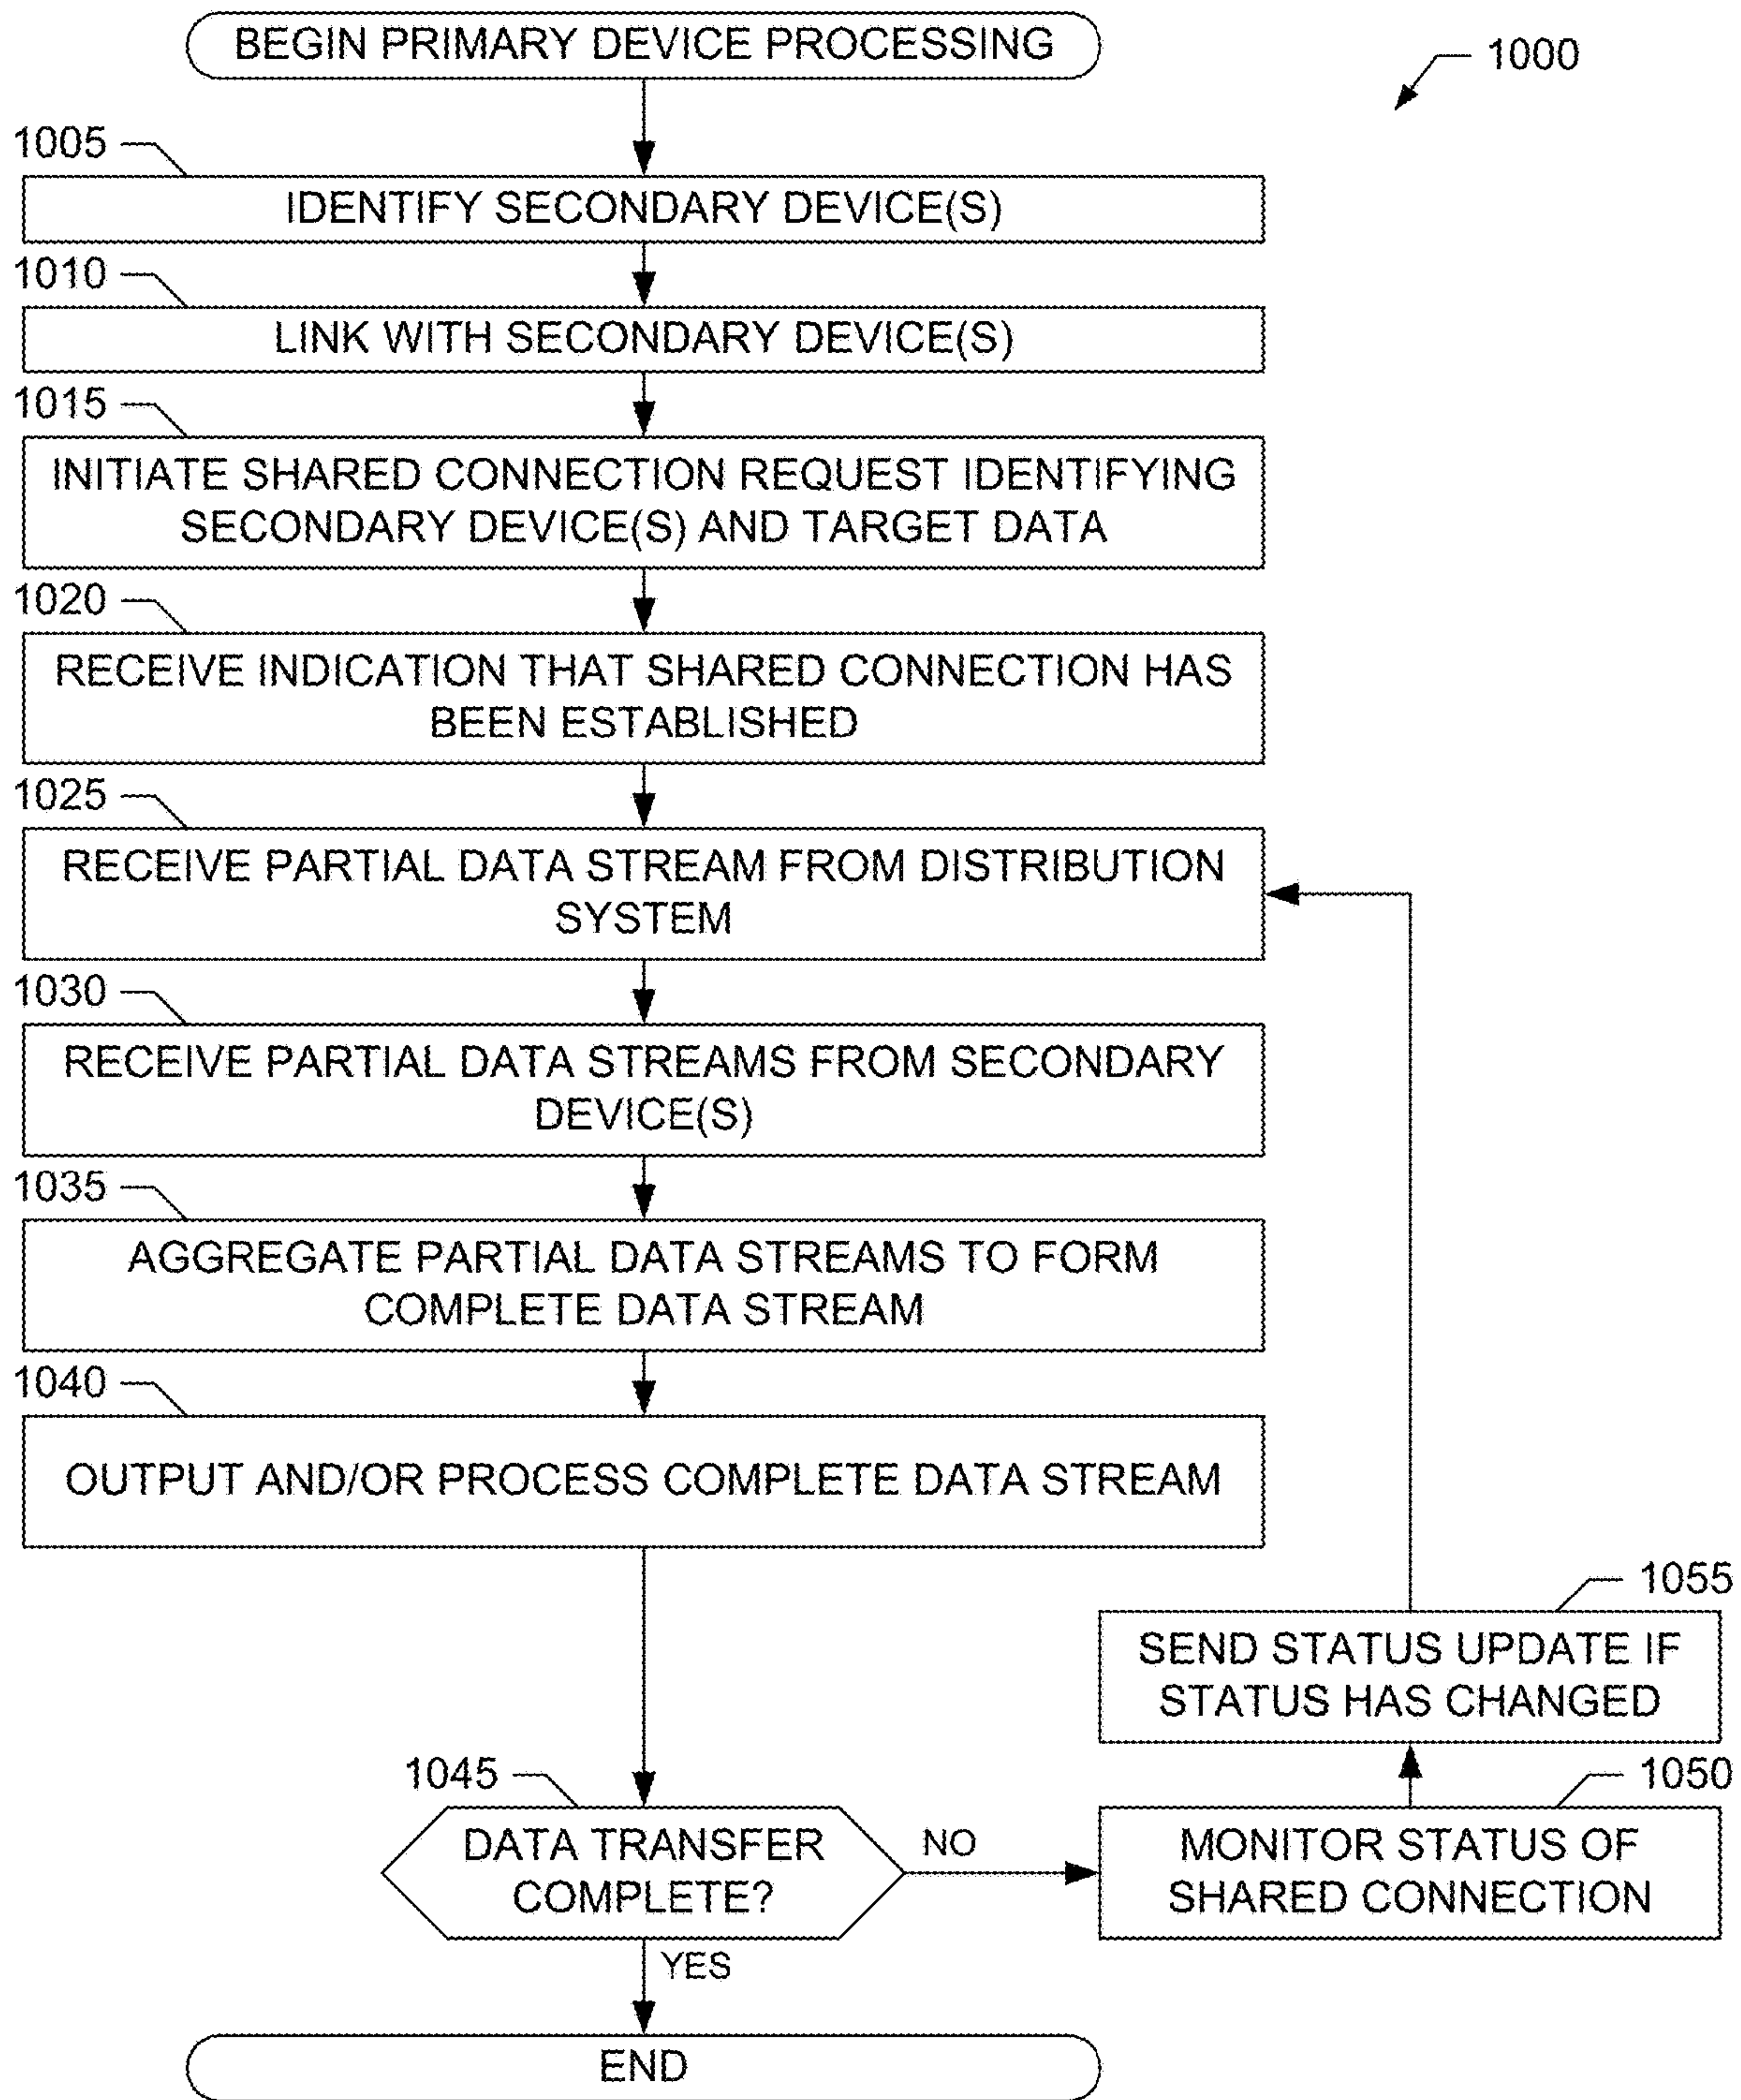 BEGIN PRIMARY DEVICE PROCESSING
1000
1005
IDENTIFY SECONDARY DEVICE(S)
1010
LINK WITH SECONDARY DEVICE(S)
1015
INITIATE SHARED CONNECTION REQUEST IDENTIFYING
SECONDARY DEVICE(S) AND TARGET DATA
1020
RECEIVE INDICATION THAT SHARED CONNECTION HAS
BEEN ESTABLISHED
1025
RECEIVE PARTIAL DATA STREAM FROM DISTRIBUTION
SYSTEM
1030
RECEIVE PARTIAL DATA STREAMS FROM SECONDARY
DEVICE(S)
1035
AGGREGATE PARTIAL DATA STREAMS TO FORM
COMPLETE DATA STREAM
1040
OUTPUT AND/OR PROCESS COMPLETE DATA STREAM
1055
SEND STATUS UPDATE IF
STATUS HAS CHANGED
1045
DATA TRANSFER
COMPLETE?
NO
1050
MONITOR STATUS OF
SHARED CONNECTION
YES
END